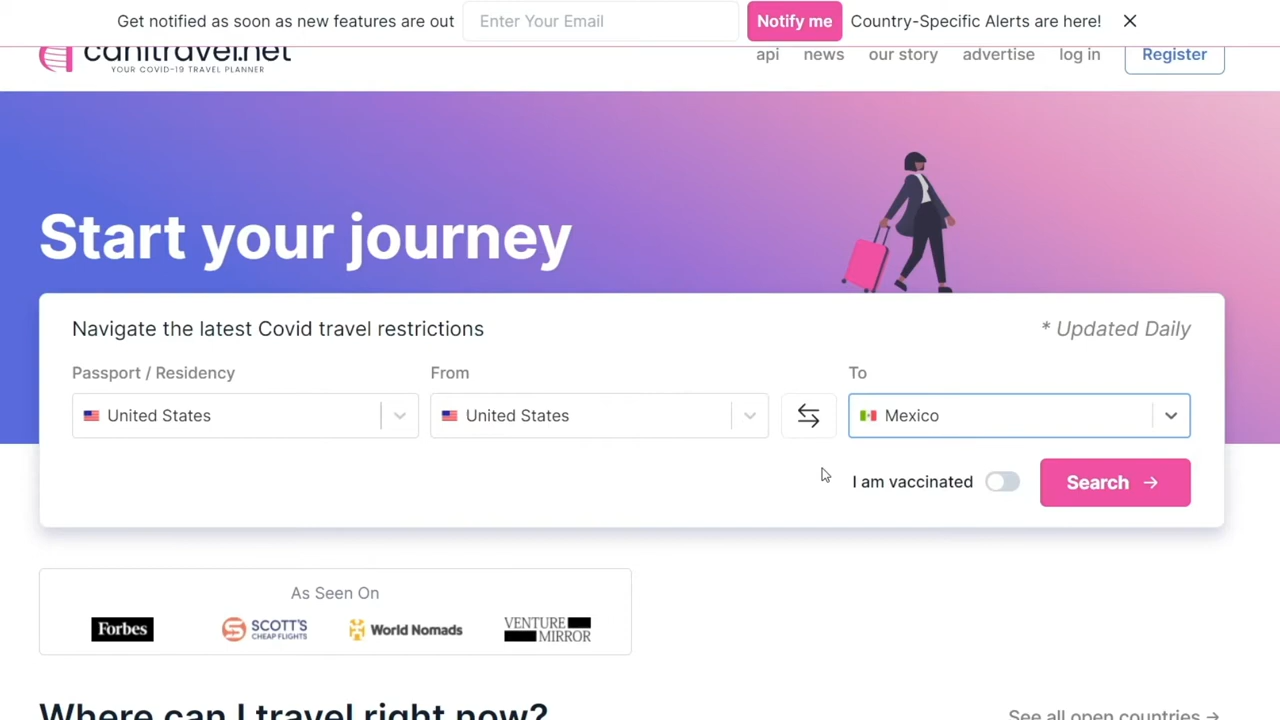 Get notified as soon as new features are out Enter Your Email Notify me Country-Specific Alerts are here!
canitravel.net
YOUR COVID-19 TRAVEL PLANNER
api news our story advertise log in Register
Start your journey
Navigate the latest Covid travel restrictions * Updated Daily
Passport / Residency From To
United States United States Mexico
I am vaccinated Search →
As Seen On
Forbes SCOTT'S CHEAP FLIGHTS World Nomads VENTURE MIRROR
Where can I travel right now? See all open countries →